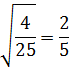 √(4/25) = 2/5